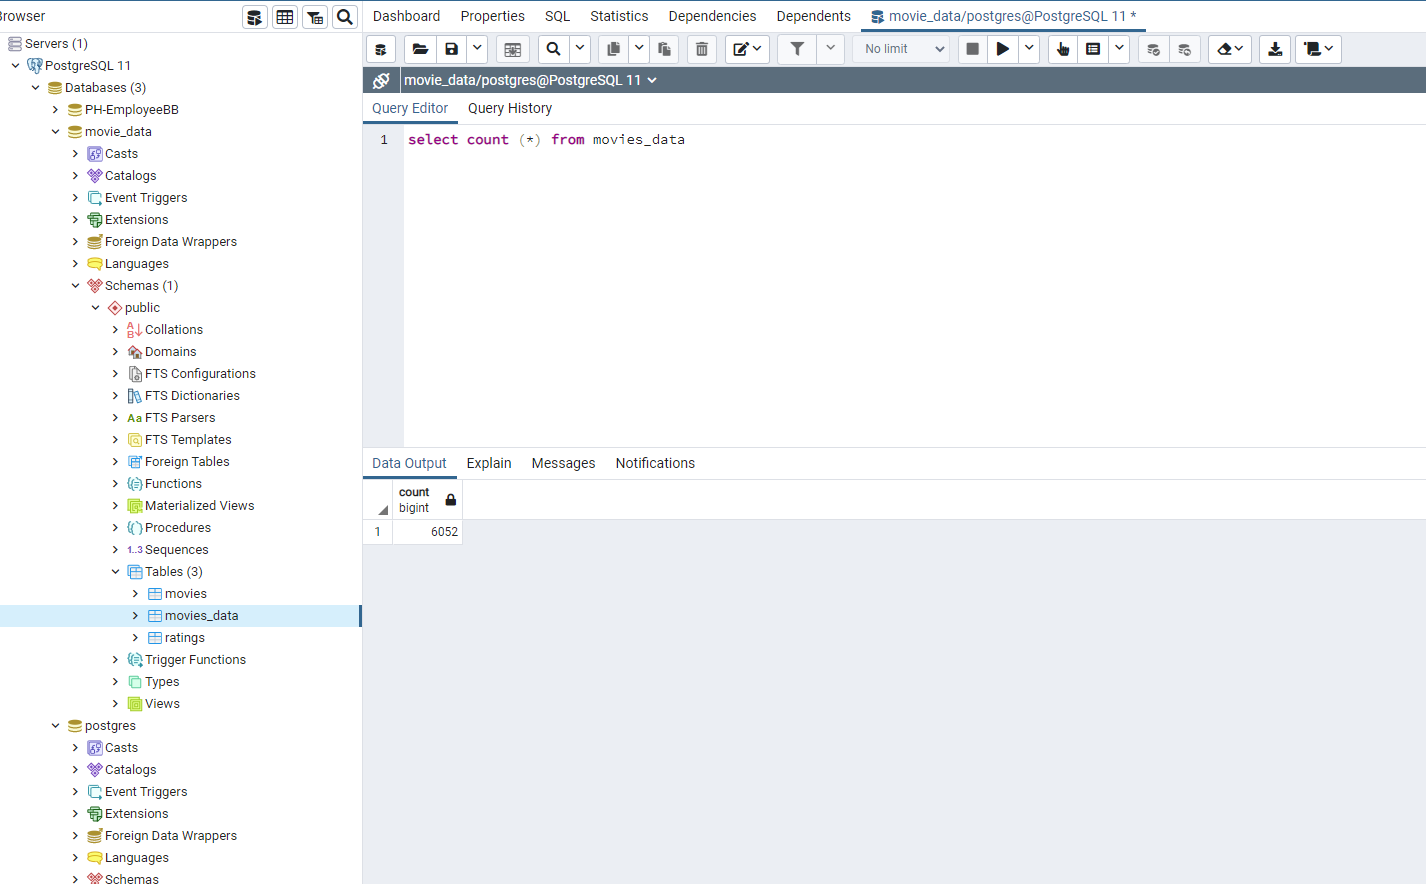 Browser
Servers (1)
PostgreSQL 11
Databases (3)
PH-EmployeeBB
movie_data
Casts
Catalogs
Event Triggers
Extensions
Foreign Data Wrappers
Languages
Schemas (1)
public
Collations
Domains
FTS Configurations
FTS Dictionaries
Aa FTS Parsers
FTS Templates
Foreign Tables
Functions
Materialized Views
Procedures
1..3 Sequences
Tables (3)
movies
movies_data
ratings
Trigger Functions
Types
Views
postgres
Casts
Catalogs
Event Triggers
Extensions
Foreign Data Wrappers
Languages
Schemas
Dashboard Properties SQL Statistics Dependencies Dependents movie_data/postgres@PostgreSQL 11 *
No limit
movie_data/postgres@PostgreSQL 11
Query Editor Query History
1 select count (*) from movies_data
Data Output Explain Messages Notifications
count
bigint
1 6052